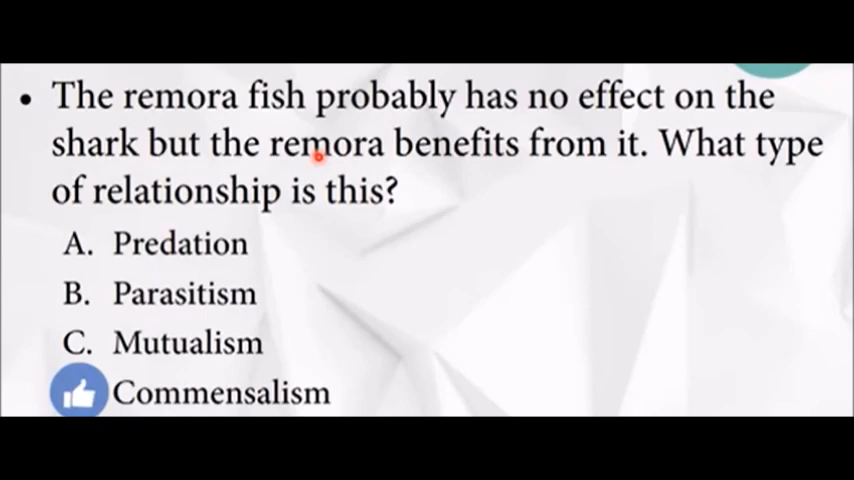 • The remora fish probably has no effect on the
shark but the remora benefits from it. What type
of relationship is this?
A. Predation
B. Parasitism
C. Mutualism
Commensalism